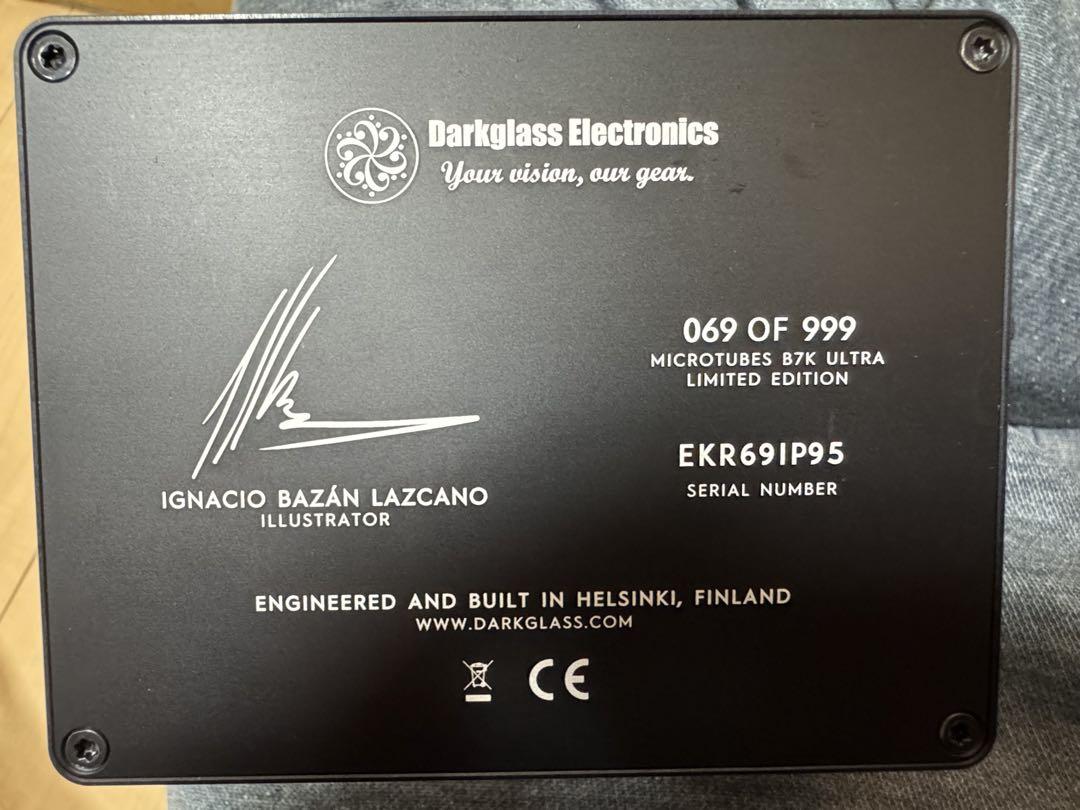 Darkglass Electronics
Your vision, our gear.
069 OF 999
MICROTUBES B7K ULTRA
LIMITED EDITION
EKR69IP95
SERIAL NUMBER
IGNACIO BAZÁN LAZCANO
ILLUSTRATOR
ENGINEERED AND BUILT IN HELSINKI, FINLAND
WWW.DARKGLASS.COM
CE